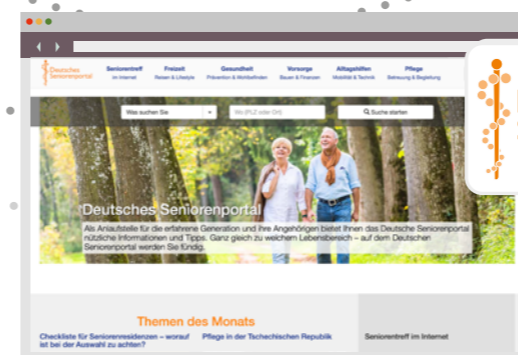 Deutsches
Seniorenportal
Seniorentreff
im Internet
Freizeit
Reisen & Lifestyle
Gesundheit
Prävention & Wohlbefinden
Vorsorge
Bauen & Finanzen
Alltagshilfen
Mobilität & Technik
Pflege
Betreuung & Begleitung
Was suchen Sie
Wo (PLZ oder Ort)
Suche starten
Deutsches Seniorenportal
Als Anlaufstelle für die erfahrene Generation und ihre Angehörigen bietet Ihnen das Deutsche Seniorenportal
nützliche Informationen und Tipps. Ganz gleich zu welchem Lebensbereich – auf dem Deutschen
Seniorenportal werden Sie fündig.
Themen des Monats
Checkliste für Seniorenresidenzen – worauf
ist bei der Auswahl zu achten?
Pflege in der Tschechischen Republik
Seniorentreff im Internet